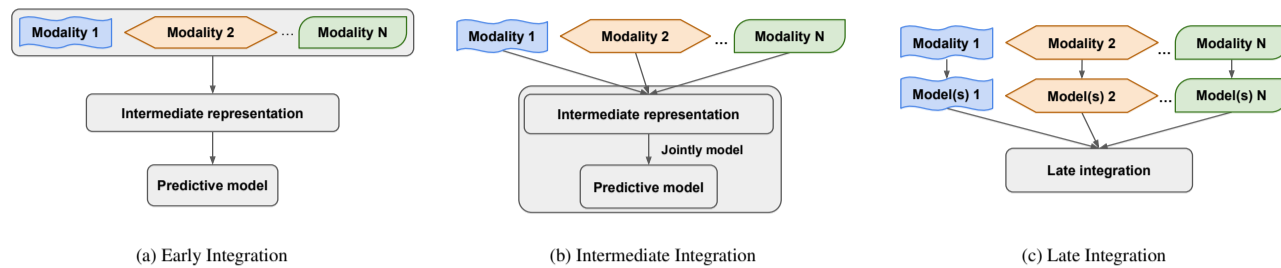 Modality 1 Modality 2 ... Modality N
Intermediate representation
Predictive model
(a) Early Integration
Modality 1 Modality 2 ... Modality N
Intermediate representation
Jointly model
Predictive model
(b) Intermediate Integration
Modality 1 Modality 2 ... Modality N
Model(s) 1 Model(s) 2 ... Model(s) N
Late integration
(c) Late Integration